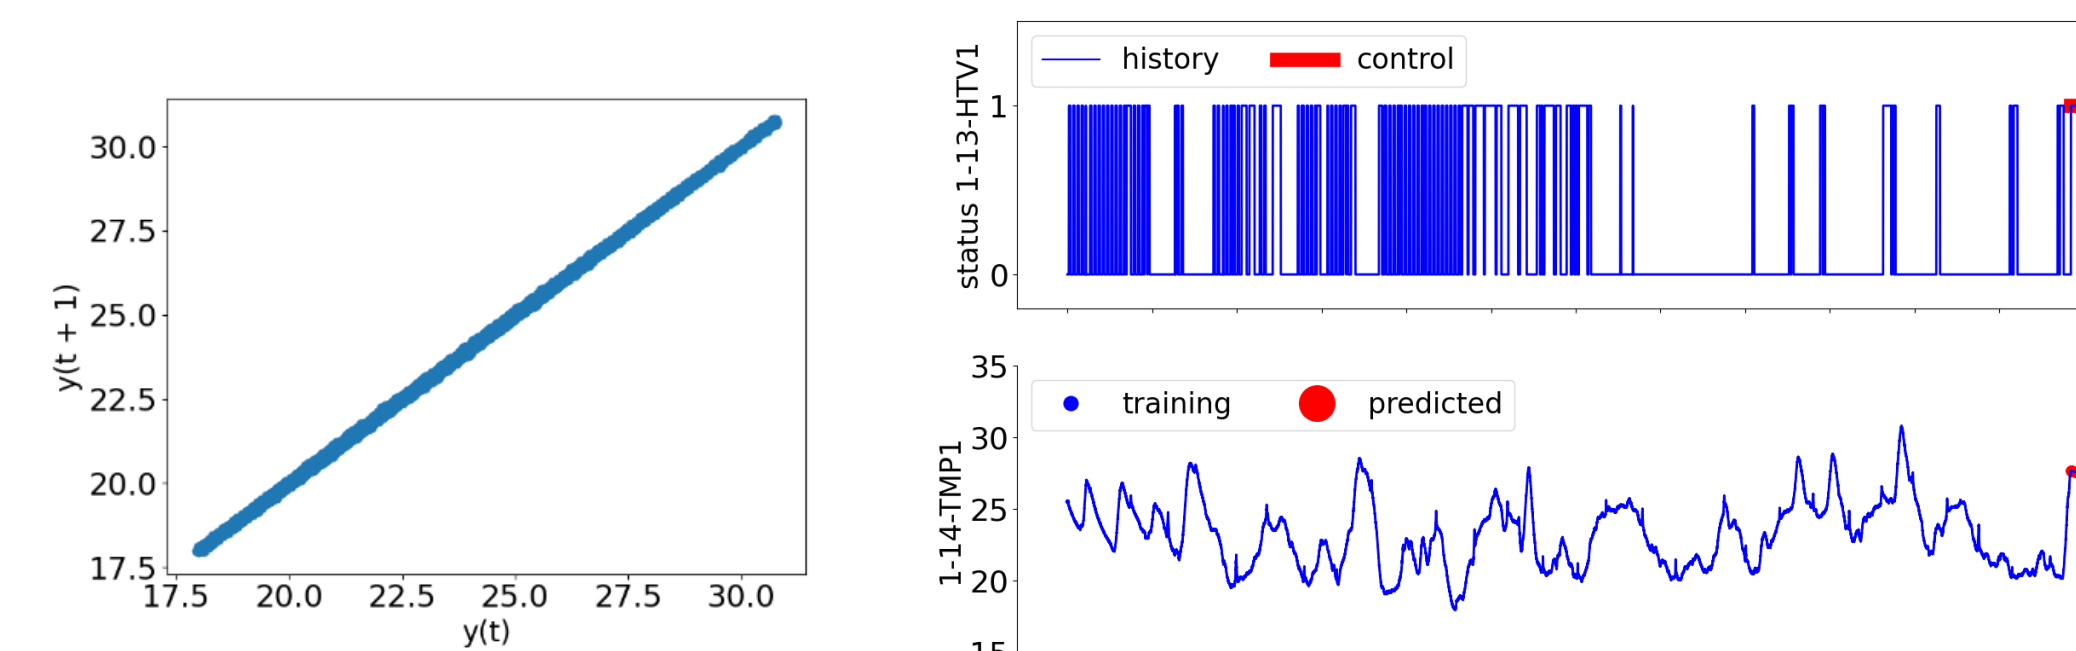 30.0
27.5
25.0
22.5
20.0
17.5
y(t + 1)
17.5 20.0 22.5 25.0 27.5 30.0
y(t)
status 1-13-HTV1
history control
1
0
1-14-TMP1
35
training predicted
30
25
20
15